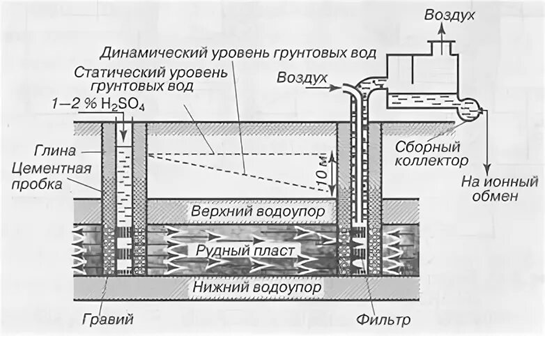 Воздух
Динамический уровень грунтовых вод
Статический уровень
грунтовых вод
Воздух
1–2 % H₂SO₄
Глина
Цементная
пробка
10 м
Сборный
коллектор
На ионный
обмен
Верхний водоупор
Рудный пласт
Нижний водоупор
Гравий
Фильтр